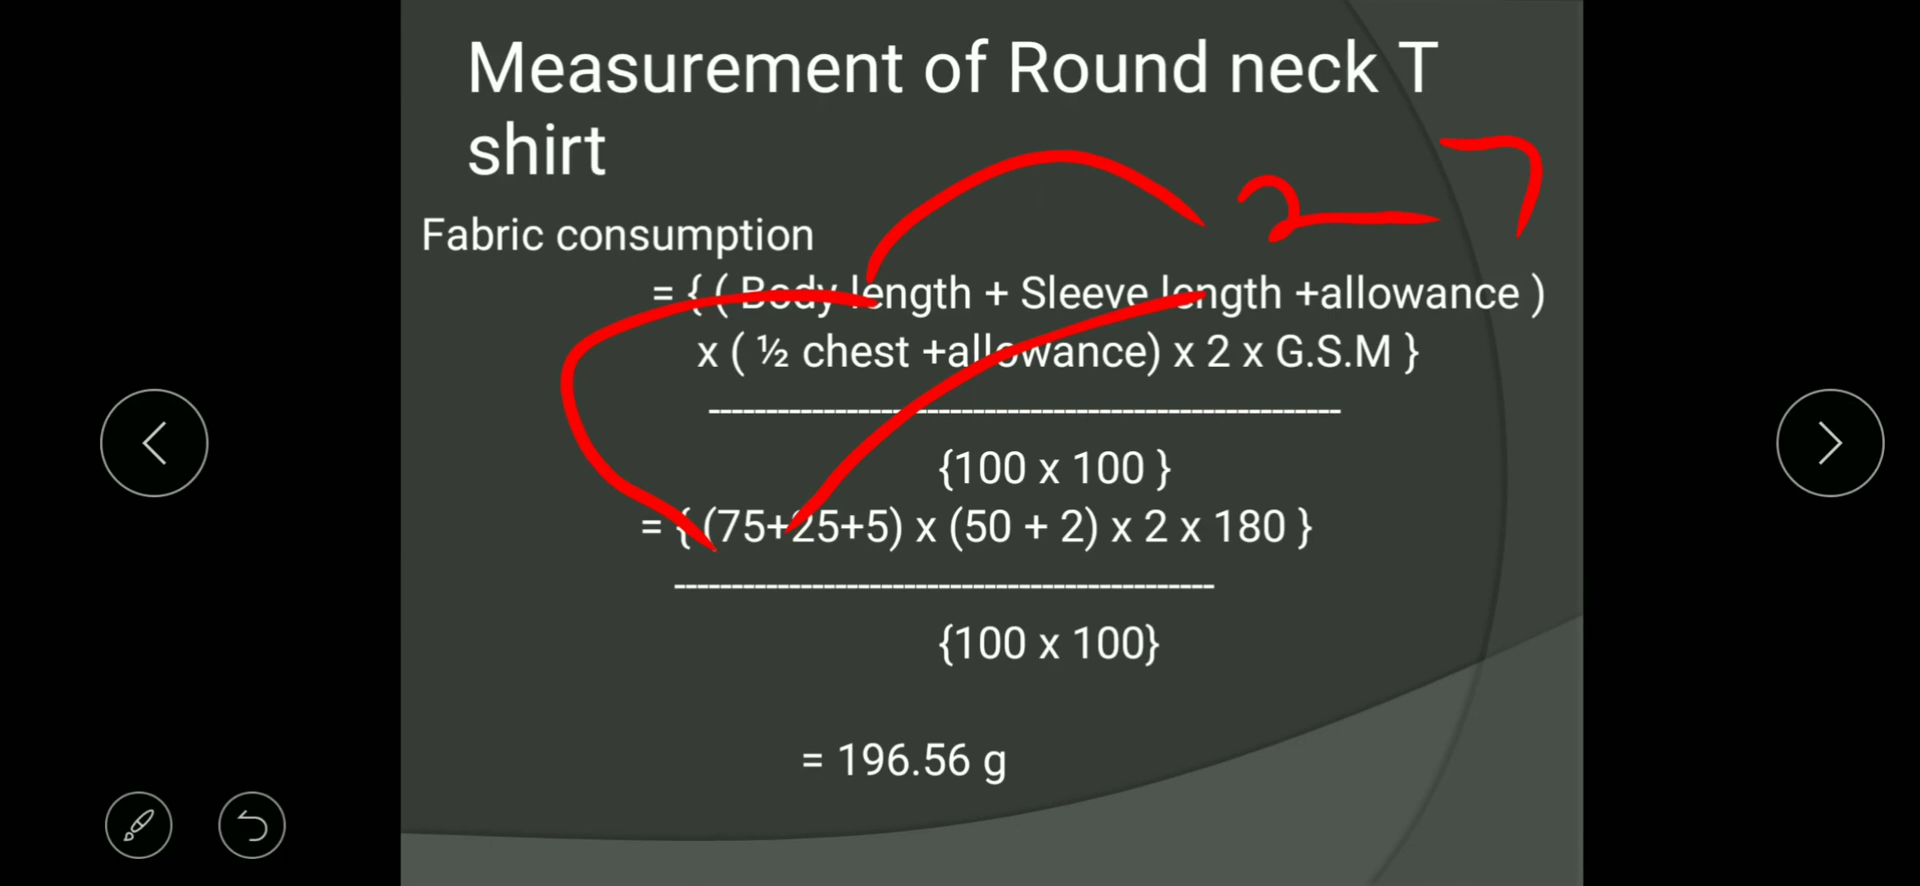 Measurement of Round neck T
shirt
Fabric consumption
= { ( Body length + Sleeve length +allowance )
x ( ½ chest +allowance) x 2 x G.S.M }
------------------------------------------------------
{100 x 100 }
= { (75+25+5) x (50 + 2) x 2 x 180 }
----------------------------------------------
{100 x 100}
= 196.56 g